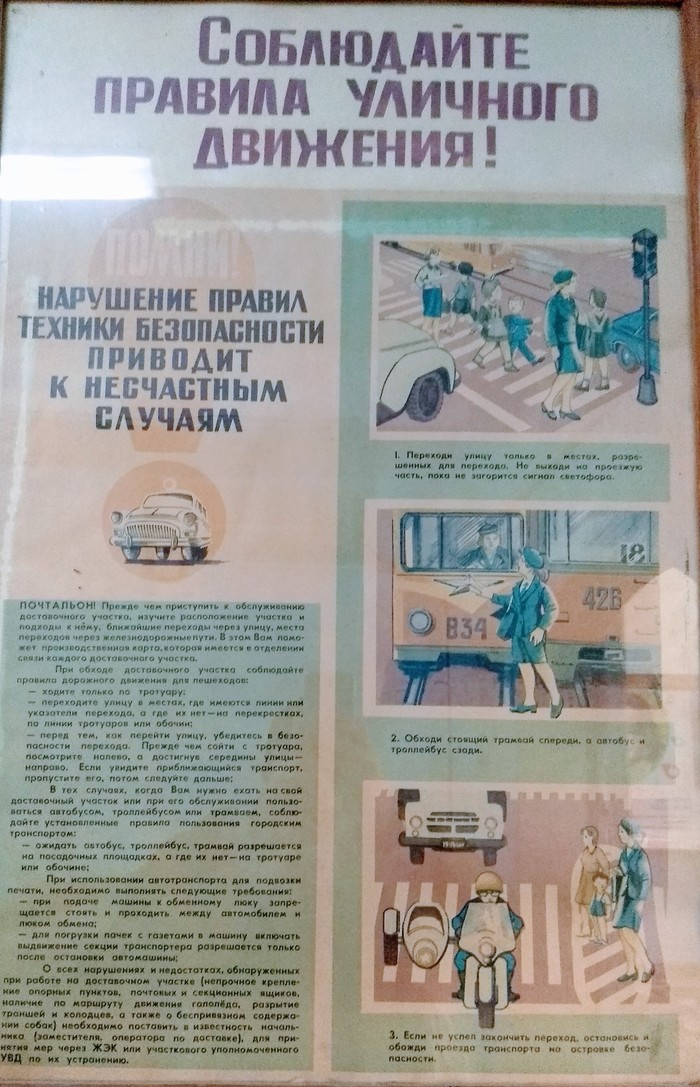 СОБЛЮДАЙТЕ
ПРАВИЛА УЛИЧНОГО
ДВИЖЕНИЯ!
ПОМНИ!
НАРУШЕНИЕ ПРАВИЛ
ТЕХНИКИ БЕЗОПАСНОСТИ
ПРИВОДИТ
К НЕСЧАСТНЫМ
СЛУЧАЯМ
ПОЧТАЛЬОН! Прежде чем приступить к обслуживанию
доставочного участка, изучите расположение участка и
подходы к нему, ближайшие переходы через улицу, места
переходов через железнодорожные пути. В этом Вам помо-
жет производственная карта, которая имеется в отделении
связи каждого доставочного участка.
При обходе доставочного участка соблюдайте
правила дорожного движения для пешеходов:
— ходите только по тротуару;
— переходите улицу в местах, где имеются линии или
указатели перехода, а где их нет—на перекрестках,
по линии тротуаров или обочин;
— перед тем, как перейти улицу, убедитесь в безо-
пасности перехода. Прежде чем сойти с тротуара,
посмотрите налево, а достигнув середины улицы—
направо. Если увидите приближающийся транспорт,
пропустите его, потом следуйте дальше;
В тех случаях, когда Вам нужно ехать на свой
доставочный участок или при его обслуживании пользо-
ваться автобусом, троллейбусом или трамваем, соблю-
дайте установленные правила пользования городским
транспортом:
— ожидать автобус, троллейбус, трамвай разрешается
на посадочных площадках, а где их нет—на тротуаре
или обочине;
При использовании автотранспорта для подвозки
печати, необходимо выполнять следующие требования:
— при подаче машины к обменному люку запре-
щается стоять и проходить между автомобилем и
люком обмена;
— для погрузки пачек с газетами в машину включать
выдвижение секции транспортера разрешается только
после остановки автомашины;
О всех нарушениях и недостатках, обнаруженных
при работе на доставочном участке (непрочное крепле-
ние опорных пунктов, почтовых и секционных ящиков,
наличие по маршруту движения гололёда, разрытие
траншей и колодцев, а также о беспривязном содержа-
нии собак) необходимо поставить в известность началь-
ника (заместителя, оператора по доставке), для при-
нятия мер через ЖЭК или участкового уполномоченного
УВД по их устранению.
1. Переходи улицу только в местах, разре-
шенных для перехода. Не выходи на проезжую
часть, пока не загорится сигнал светофора.
18
426
834
2. Обходи стоящий трамвай спереди, а автобус и
троллейбус сзади.
3. Если не успел закончить переход, остановись и
обожди проезда транспорта на островке безо-
пасности.